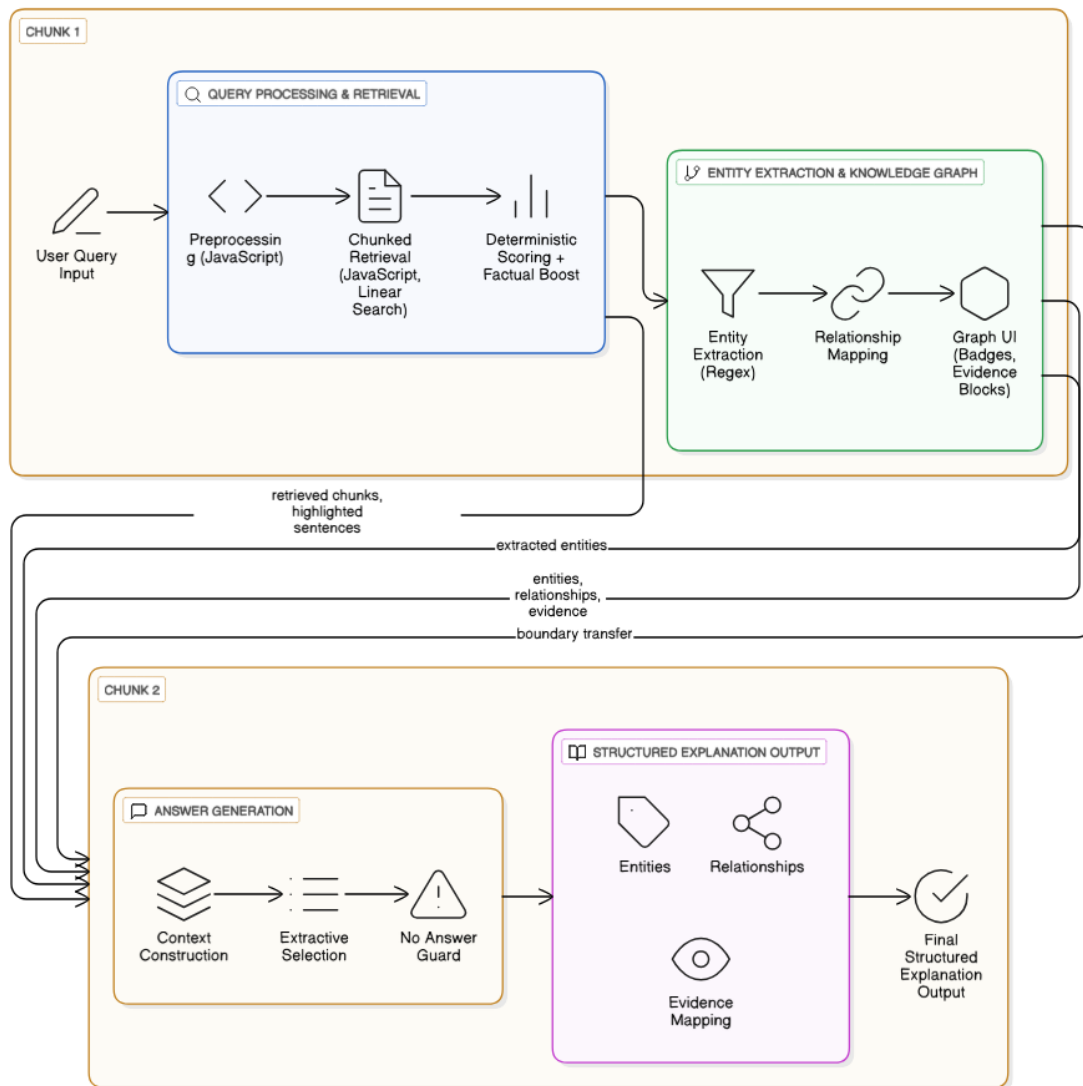 CHUNK 1
QUERY PROCESSING & RETRIEVAL
User Query
Input
Preprocessin
g (JavaScript)
Chunked
Retrieval
(JavaScript,
Linear
Search)
Deterministic
Scoring +
Factual Boost
ENTITY EXTRACTION & KNOWLEDGE GRAPH
Entity
Extraction
(Regex)
Relationship
Mapping
Graph UI
(Badges,
Evidence
Blocks)
retrieved chunks,
highlighted
sentences
extracted entities
entities,
relationships,
evidence
boundary transfer
CHUNK 2
ANSWER GENERATION
Context
Construction
Extractive
Selection
No Answer
Guard
STRUCTURED EXPLANATION OUTPUT
Entities
Relationships
Evidence
Mapping
Final
Structured
Explanation
Output